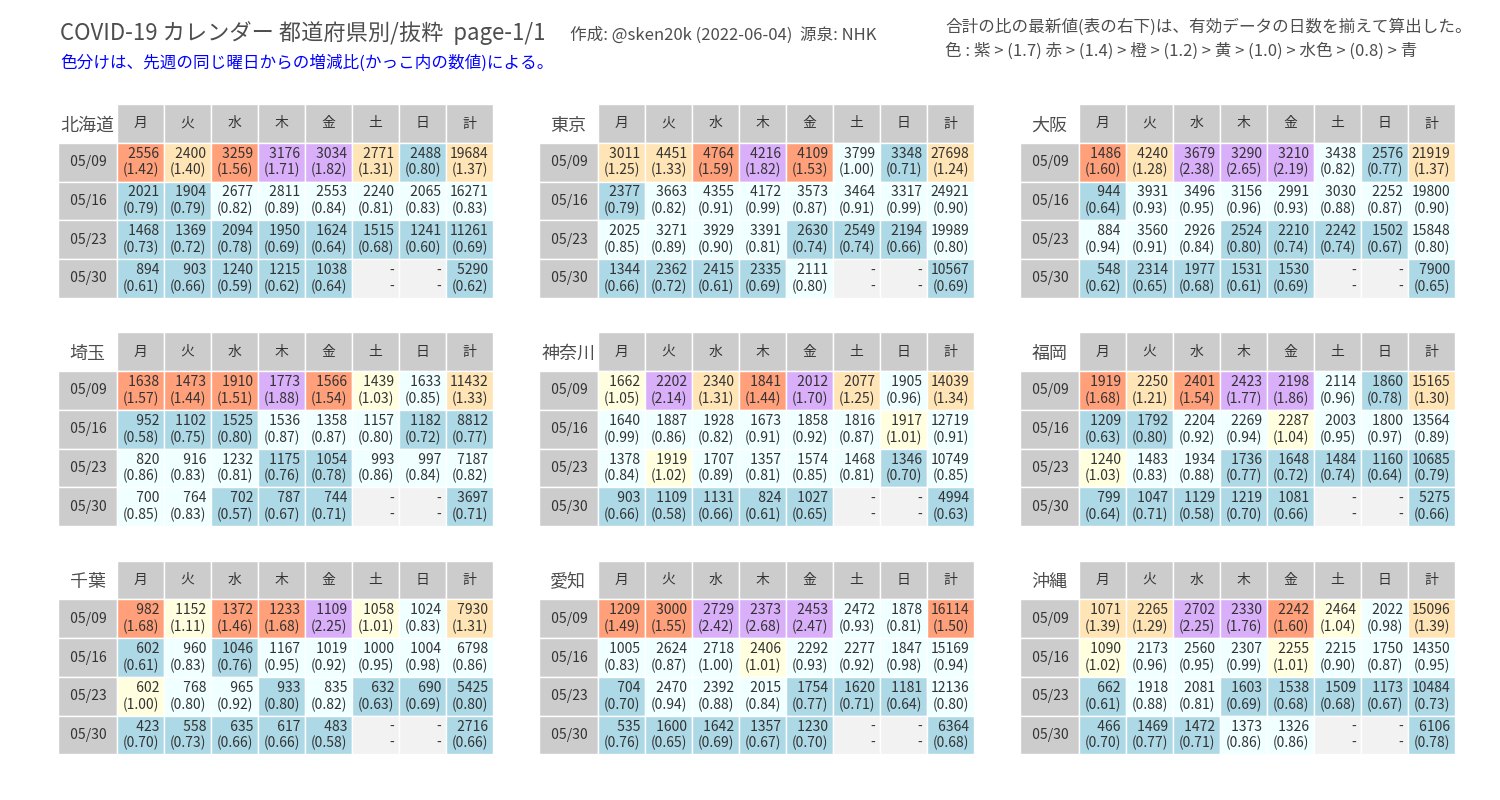 COVID-19 カレンダー 都道府県別/抜粋 page-1/1 作成: @sken20k (2022-06-04) 源泉: NHK
色分けは、先週の同じ曜日からの増減比(かっこ内の数値)による。
合計の比の最新値(表の右下)は、有効データの日数を揃えて算出した。
色 : 紫 > (1.7) 赤 > (1.4) > 橙 > (1.2) > 黄 > (1.0) > 水色 > (0.8) > 青
北海道 月 火 水 木 金 土 日 計
05/09 2556 2400 3259 3176 3034 2771 2488 19684
(1.42) (1.40) (1.56) (1.71) (1.82) (1.31) (0.80) (1.37)
05/16 2021 1904 2677 2811 2553 2240 2065 16271
(0.79) (0.79) (0.82) (0.89) (0.84) (0.81) (0.83) (0.83)
05/23 1468 1369 2094 1950 1624 1515 1241 11261
(0.73) (0.72) (0.78) (0.69) (0.64) (0.68) (0.60) (0.69)
05/30 894 903 1240 1215 1038 - - 5290
(0.61) (0.66) (0.59) (0.62) (0.64) - - (0.62)
東京 月 火 水 木 金 土 日 計
05/09 3011 4451 4764 4216 4109 3799 3348 27698
(1.25) (1.33) (1.59) (1.82) (1.53) (1.00) (0.71) (1.24)
05/16 2377 3663 4355 4172 3573 3464 3317 24921
(0.79) (0.82) (0.91) (0.99) (0.87) (0.91) (0.99) (0.90)
05/23 2025 3271 3929 3391 2630 2549 2194 19989
(0.85) (0.89) (0.90) (0.81) (0.74) (0.74) (0.66) (0.80)
05/30 1344 2362 2415 2335 2111 - - 10567
(0.66) (0.72) (0.61) (0.69) (0.80) - - (0.69)
大阪 月 火 水 木 金 土 日 計
05/09 1486 4240 3679 3290 3210 3438 2576 21919
(1.60) (1.28) (2.38) (2.65) (2.19) (0.82) (0.77) (1.37)
05/16 944 3931 3496 3156 2991 3030 2252 19800
(0.64) (0.93) (0.95) (0.96) (0.93) (0.88) (0.87) (0.90)
05/23 884 3560 2926 2524 2210 2242 1502 15848
(0.94) (0.91) (0.84) (0.80) (0.74) (0.74) (0.67) (0.80)
05/30 548 2314 1977 1531 1530 - - 7900
(0.62) (0.65) (0.68) (0.61) (0.69) - - (0.65)
埼玉 月 火 水 木 金 土 日 計
05/09 1638 1473 1910 1773 1566 1439 1633 11432
(1.57) (1.44) (1.51) (1.88) (1.54) (1.03) (0.85) (1.33)
05/16 952 1102 1525 1536 1358 1157 1182 8812
(0.58) (0.75) (0.80) (0.87) (0.87) (0.80) (0.72) (0.77)
05/23 820 916 1232 1175 1054 993 997 7187
(0.86) (0.83) (0.81) (0.76) (0.78) (0.86) (0.84) (0.82)
05/30 700 764 702 787 744 - - 3697
(0.85) (0.83) (0.57) (0.67) (0.71) - - (0.71)
神奈川 月 火 水 木 金 土 日 計
05/09 1662 2202 2340 1841 2012 2077 1905 14039
(1.05) (2.14) (1.31) (1.44) (1.70) (1.25) (0.96) (1.34)
05/16 1640 1887 1928 1673 1858 1816 1917 12719
(0.99) (0.86) (0.82) (0.91) (0.92) (0.87) (1.01) (0.91)
05/23 1378 1919 1707 1357 1574 1468 1346 10749
(0.84) (1.02) (0.89) (0.81) (0.85) (0.81) (0.70) (0.85)
05/30 903 1109 1131 824 1027 - - 4994
(0.66) (0.58) (0.66) (0.61) (0.65) - - (0.63)
福岡 月 火 水 木 金 土 日 計
05/09 1919 2250 2401 2423 2198 2114 1860 15165
(1.68) (1.21) (1.54) (1.77) (1.86) (0.96) (0.78) (1.30)
05/16 1209 1792 2204 2269 2287 2003 1800 13564
(0.63) (0.80) (0.92) (0.94) (1.04) (0.95) (0.97) (0.89)
05/23 1240 1483 1934 1736 1648 1484 1160 10685
(1.03) (0.83) (0.88) (0.77) (0.72) (0.74) (0.64) (0.79)
05/30 799 1047 1129 1219 1081 - - 5275
(0.64) (0.71) (0.58) (0.70) (0.66) - - (0.66)
千葉 月 火 水 木 金 土 日 計
05/09 982 1152 1372 1233 1109 1058 1024 7930
(1.68) (1.11) (1.46) (1.68) (2.25) (1.01) (0.83) (1.31)
05/16 602 960 1046 1167 1019 1000 1004 6798
(0.61) (0.83) (0.76) (0.95) (0.92) (0.95) (0.98) (0.86)
05/23 602 768 965 933 835 632 690 5425
(1.00) (0.80) (0.92) (0.80) (0.82) (0.63) (0.69) (0.80)
05/30 423 558 635 617 483 - - 2716
(0.70) (0.73) (0.66) (0.66) (0.58) - - (0.66)
愛知 月 火 水 木 金 土 日 計
05/09 1209 3000 2729 2373 2453 2472 1878 16114
(1.49) (1.55) (2.42) (2.68) (2.47) (0.93) (0.81) (1.50)
05/16 1005 2624 2718 2406 2292 2277 1847 15169
(0.83) (0.87) (1.00) (1.01) (0.93) (0.92) (0.98) (0.94)
05/23 704 2470 2392 2015 1754 1620 1181 12136
(0.70) (0.94) (0.88) (0.84) (0.77) (0.71) (0.64) (0.80)
05/30 535 1600 1642 1357 1230 - - 6364
(0.76) (0.65) (0.69) (0.67) (0.70) - - (0.68)
沖縄 月 火 水 木 金 土 日 計
05/09 1071 2265 2702 2330 2242 2464 2022 15096
(1.39) (1.29) (2.25) (1.76) (1.60) (1.04) (0.98) (1.39)
05/16 1090 2173 2560 2307 2255 2215 1750 14350
(1.02) (0.96) (0.95) (0.99) (1.01) (0.90) (0.87) (0.95)
05/23 662 1918 2081 1603 1538 1509 1173 10484
(0.61) (0.88) (0.81) (0.69) (0.68) (0.68) (0.67) (0.73)
05/30 466 1469 1472 1373 1326 - - 6106
(0.70) (0.77) (0.71) (0.86) (0.86) - - (0.78)